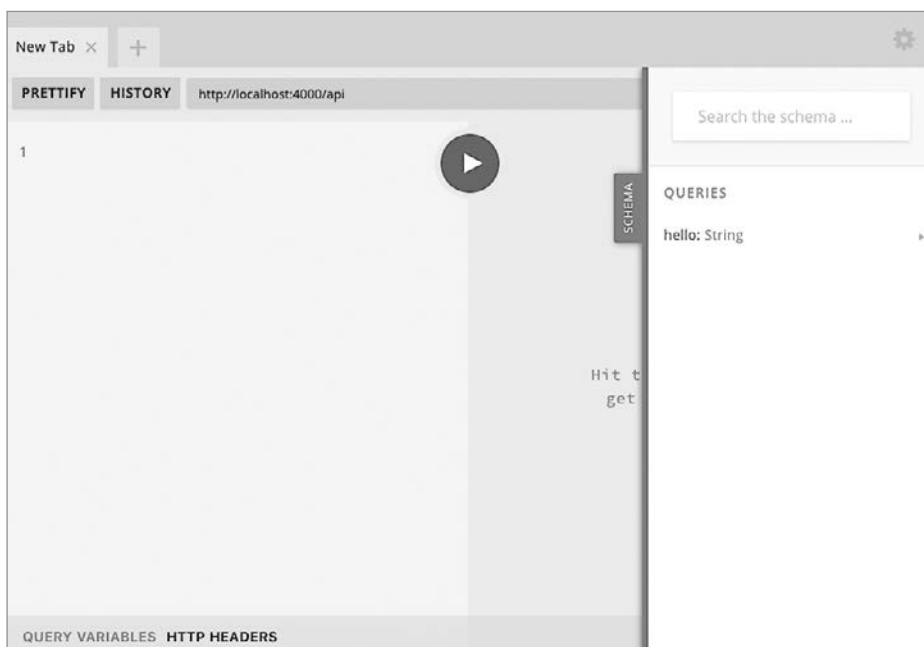 New Tab ×
PRETTIFY HISTORY http://localhost:4000/api
Search the schema ...
1
SCHEMA
QUERIES
hello: String
Hit t
get
QUERY VARIABLES HTTP HEADERS